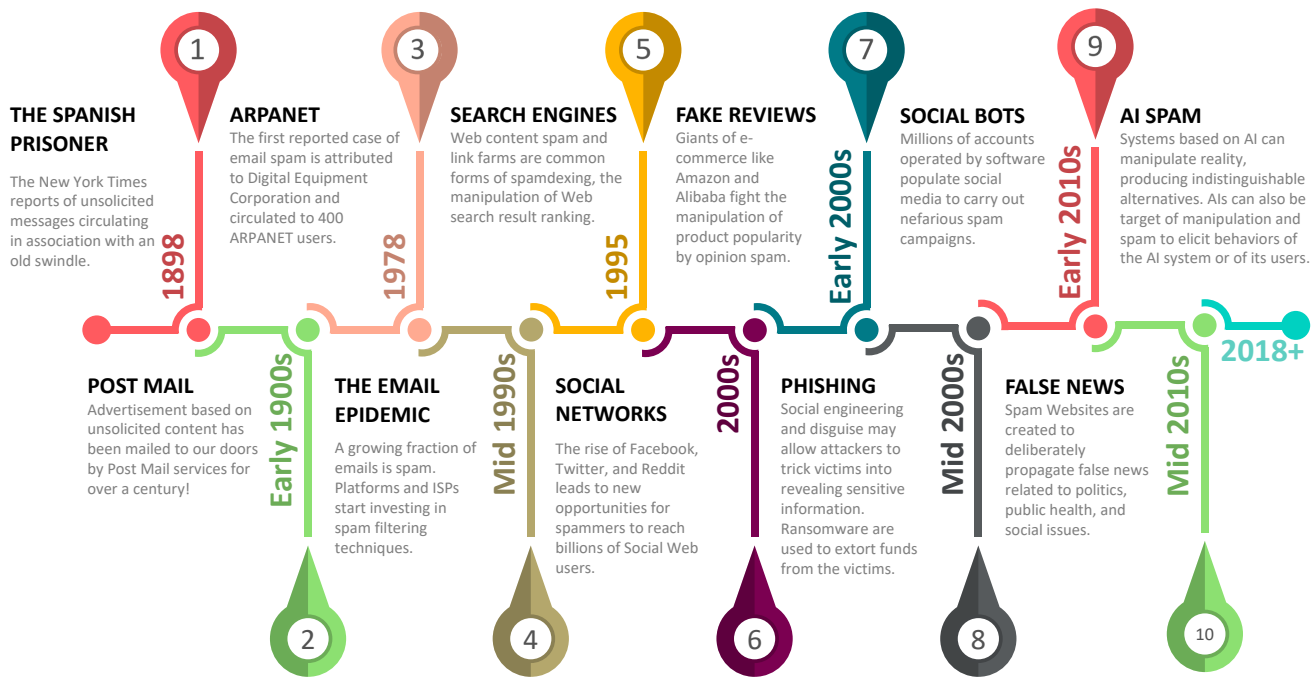 1
THE SPANISH
PRISONER
The New York Times
reports of unsolicited
messages circulating
in association with an
old swindle.
1898
POST MAIL
Advertisement based on
unsolicited content has
been mailed to our doors
by Post Mail services for
over a century!
Early 1900s
2
3
ARPANET
The first reported case of
email spam is attributed
to Digital Equipment
Corporation and
circulated to 400
ARPANET users.
1978
THE EMAIL
EPIDEMIC
A growing fraction of
emails is spam.
Platforms and ISPs
start investing in
spam filtering
techniques.
Mid 1990s
4
5
SEARCH ENGINES
Web content spam and
link farms are common
forms of spamdexing, the
manipulation of Web
search result ranking.
1995
SOCIAL
NETWORKS
The rise of Facebook,
Twitter, and Reddit
leads to new
opportunities for
spammers to reach
billions of Social Web
users.
2000s
6
7
FAKE REVIEWS
Giants of e-
commerce like
Amazon and
Alibaba fight the
manipulation of
product popularity
by opinion spam.
Early 2000s
PHISHING
Social engineering
and disguise may
allow attackers to
trick victims into
revealing sensitive
information.
Ransomware are
used to extort funds
from the victims.
Mid 2000s
8
9
SOCIAL BOTS
Millions of accounts
operated by software
populate social
media to carry out
nefarious spam
campaigns.
Early 2010s
FALSE NEWS
Spam Websites are
created to
deliberately
propagate false news
related to politics,
public health, and
social issues.
Mid 2010s
10
AI SPAM
Systems based on AI can
manipulate reality,
producing indistinguishable
alternatives. AIs can also be
target of manipulation and
spam to elicit behaviors of
the AI system or of its users.
2018+